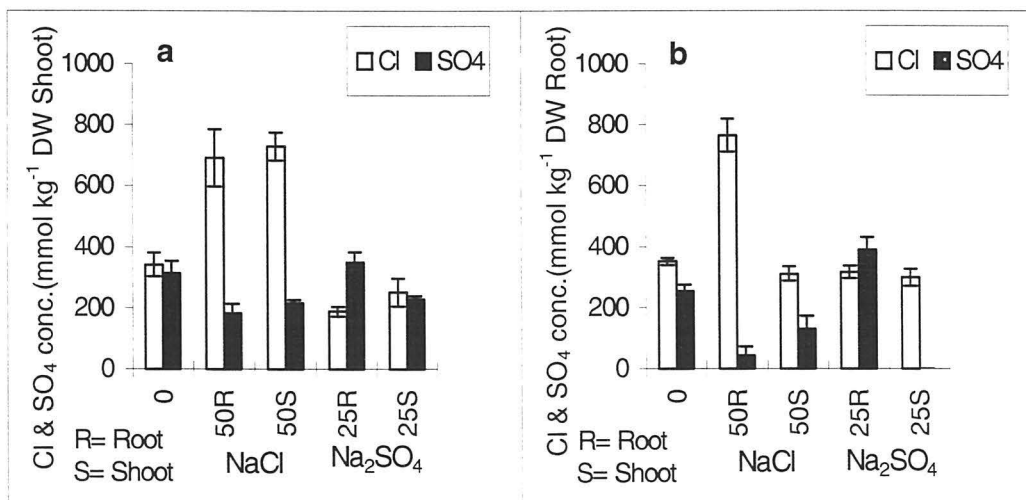 a
Cl SO4
Cl & SO₄ conc.(mmol kg⁻¹ DW Shoot)
1000
800
600
400
200
0
0
50R
50S
25R
25S
R= Root
S= Shoot
NaCl
Na₂SO₄
b
Cl SO4
Cl & SO₄ conc.(mmol kg⁻¹ DW Root)
1000
800
600
400
200
0
0
50R
50S
25R
25S
R= Root
S= Shoot
NaCl
Na₂SO₄